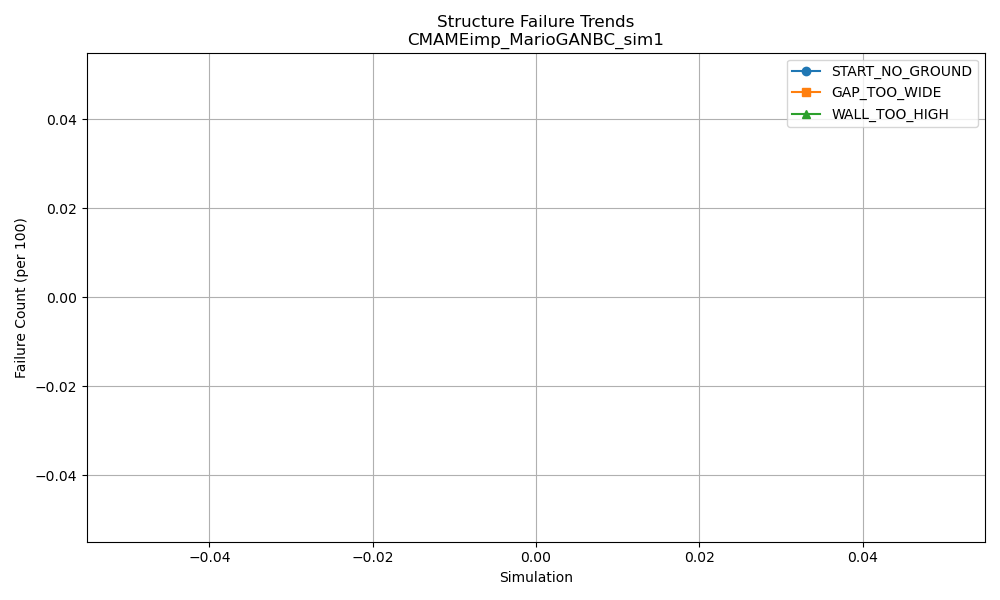 Structure Failure Trends
CMAMEimp_MarioGANBC_sim1
START_NO_GROUND
GAP_TOO_WIDE
WALL_TOO_HIGH
Failure Count (per 100)
0.04
0.02
0.00
−0.02
−0.04
−0.04
−0.02
0.00
0.02
0.04
Simulation